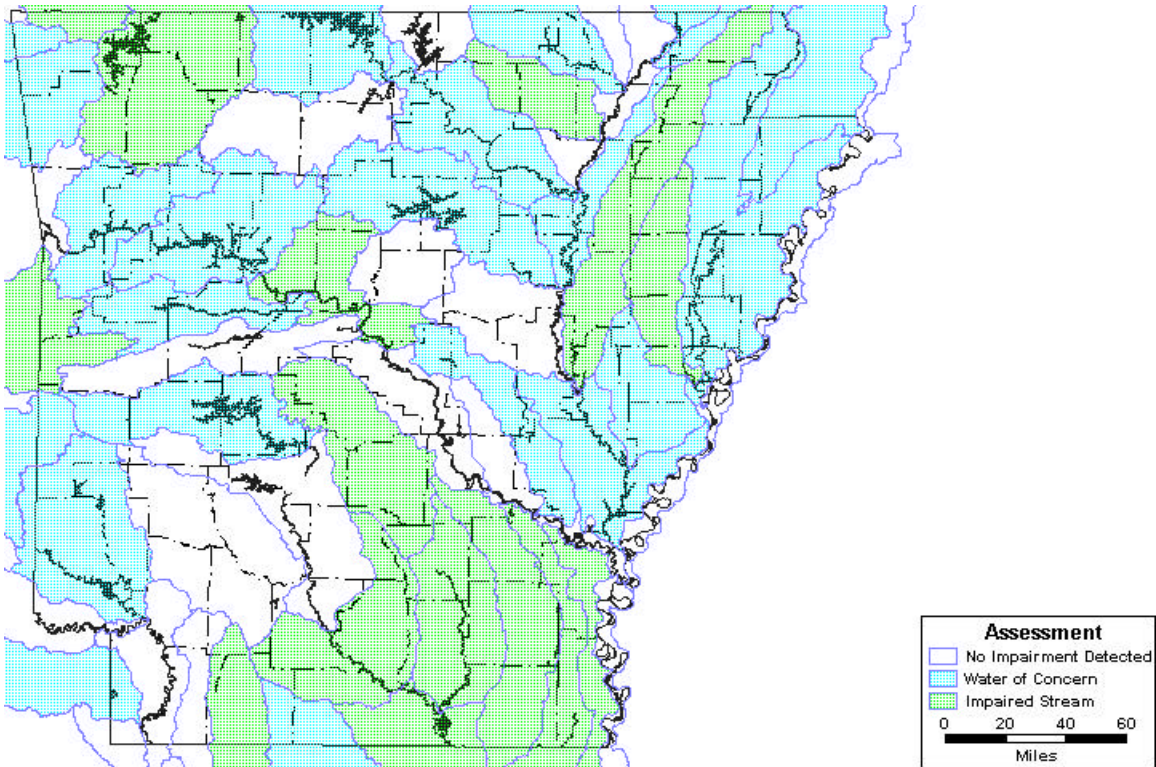 Assessment
No Impairment Detected
Water of Concern
Impaired Stream
0 20 40 60
Miles